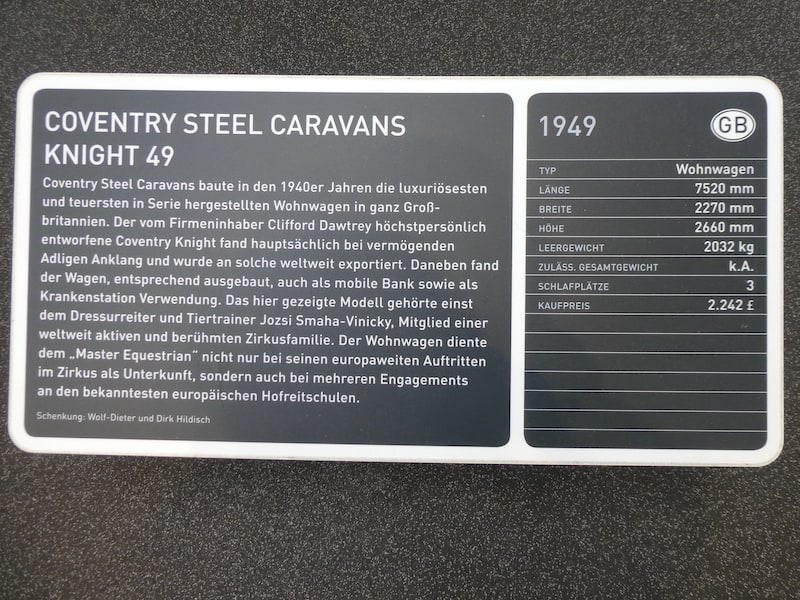 COVENTRY STEEL CARAVANS
KNIGHT 49
Coventry Steel Caravans baute in den 1940er Jahren die luxuriösesten
und teuersten in Serie hergestellten Wohnwagen in ganz Groß-
britannien. Der vom Firmeninhaber Clifford Dawtrey höchstpersönlich
entworfene Coventry Knight fand hauptsächlich bei vermögenden
Adligen Anklang und wurde an solche weltweit exportiert. Daneben fand
der Wagen, entsprechend ausgebaut, auch als mobile Bank sowie als
Krankenstation Verwendung. Das hier gezeigte Modell gehörte einst
dem Dressurreiter und Tiertrainer Jozsi Smaha-Vinicky, Mitglied einer
weltweit aktiven und berühmten Zirkusfamilie. Der Wohnwagen diente
dem „Master Equestrian“ nicht nur bei seinen europaweiten Auftritten
im Zirkus als Unterkunft, sondern auch bei mehreren Engagements
an den bekanntesten europäischen Hofreitschulen.
Schenkung: Wolf-Dieter und Dirk Hildisch
1949 GB
TYP Wohnwagen
LÄNGE 7520 mm
BREITE 2270 mm
HÖHE 2660 mm
LEERGEWICHT 2032 kg
ZULÄSS. GESAMTGEWICHT k.A.
SCHLAFPLÄTZE 3
KAUFPREIS 2.242 £